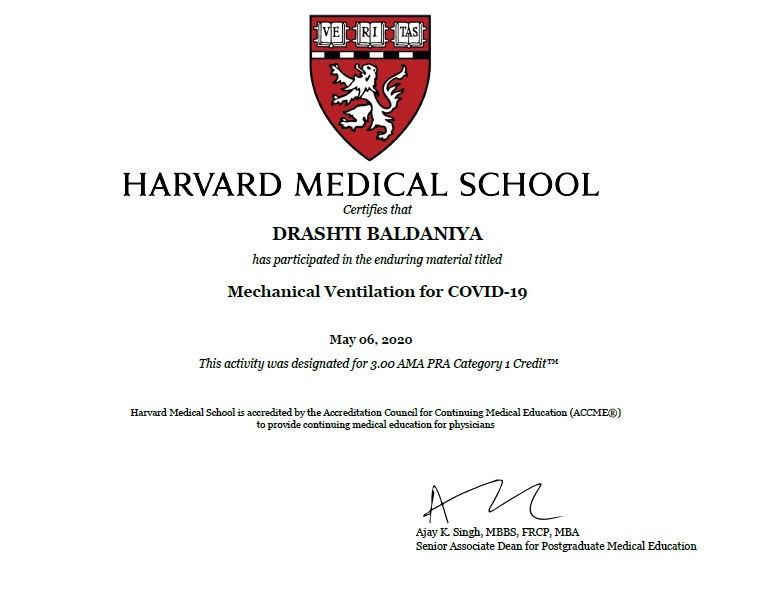 VE RI TAS
HARVARD MEDICAL SCHOOL
Certifies that
DRASHTI BALDANIYA
has participated in the enduring material titled
Mechanical Ventilation for COVID-19
May 06, 2020
This activity was designated for 3.00 AMA PRA Category 1 Credit™
Harvard Medical School is accredited by the Accreditation Council for Continuing Medical Education (ACCME®)
to provide continuing medical education for physicians
Ajay K. Singh, MBBS, FRCP, MBA
Senior Associate Dean for Postgraduate Medical Education